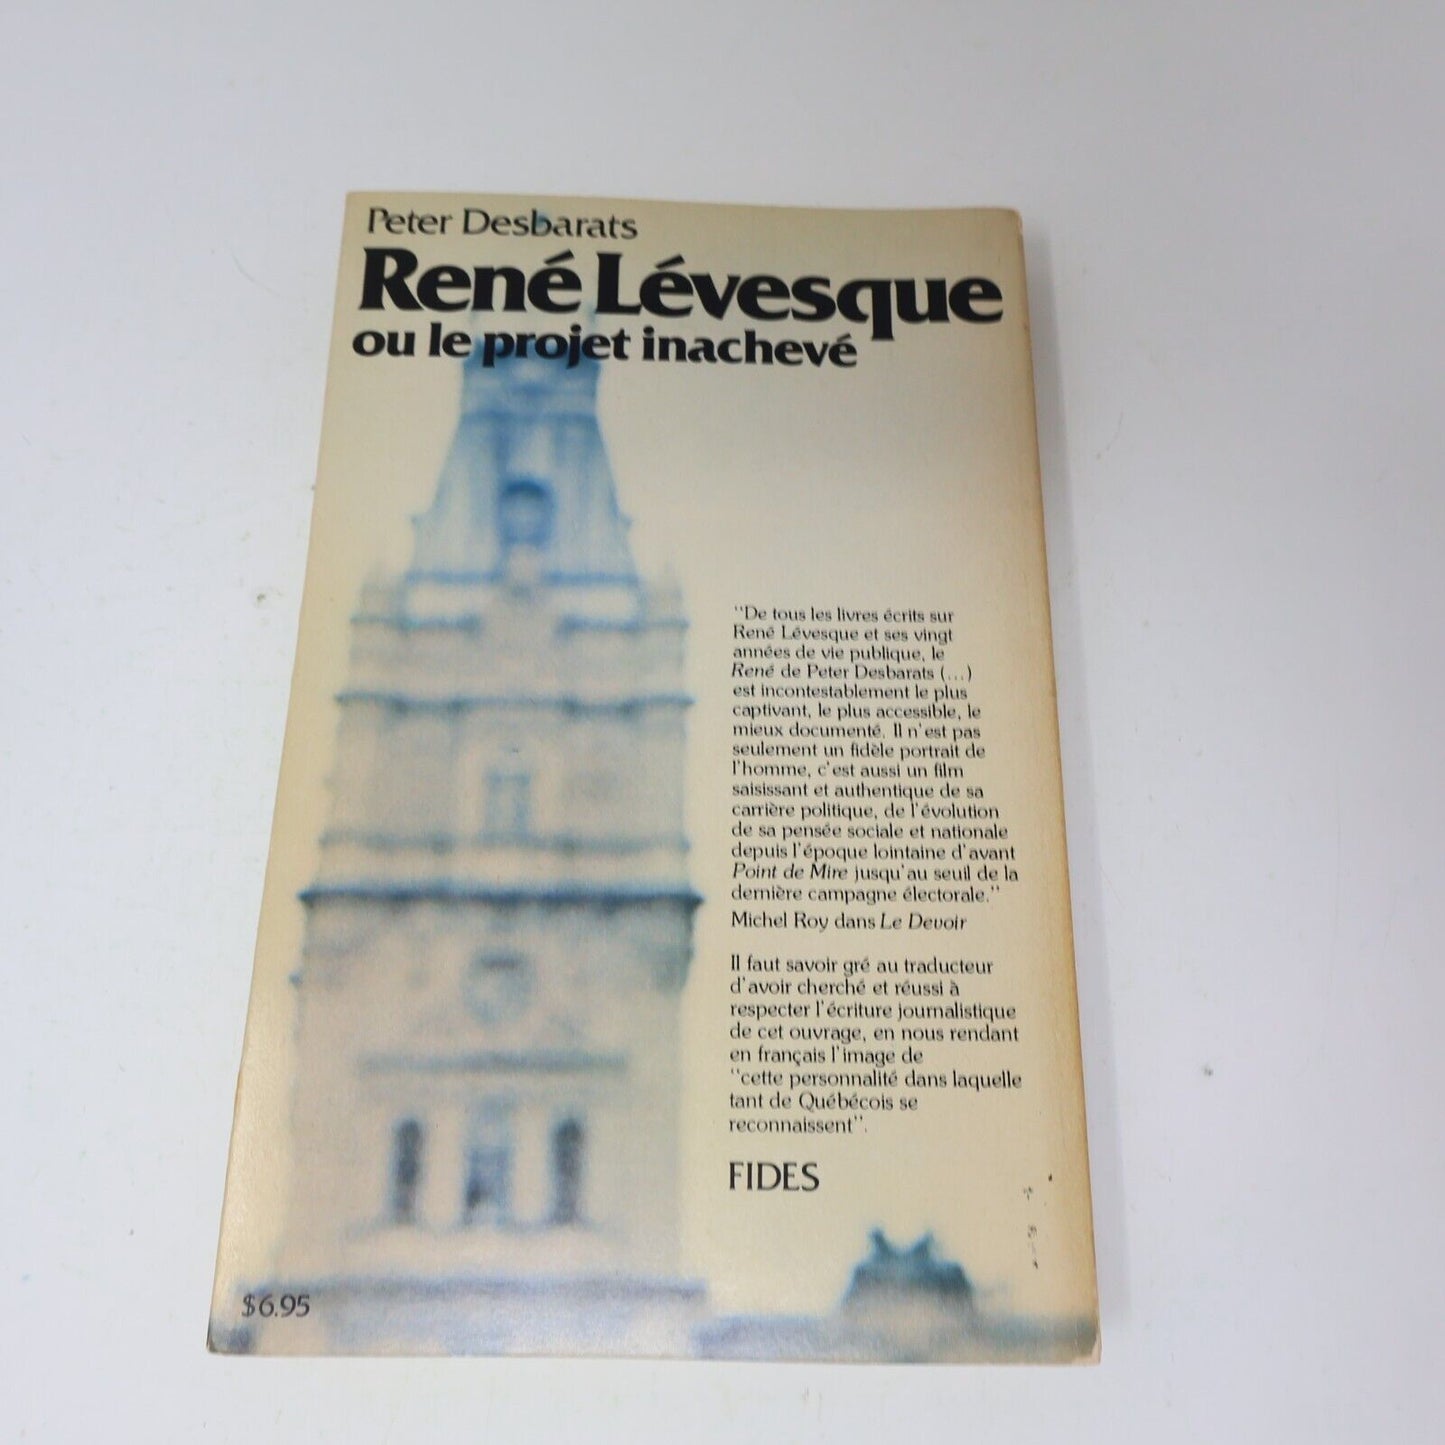 Peter Desbarats
René Lévesque
ou le projet inachevé
"De tous les livres écrits sur
René Lévesque et ses vingt
années de vie publique, le
René de Peter Desbarats (...)
est incontestablement le plus
captivant, le plus accessible, le
mieux documenté. Il n'est pas
seulement un fidèle portrait de
l'homme, c'est aussi un film
saisissant et authentique de sa
carrière politique, de l'évolution
de sa pensée sociale et nationale
depuis l'époque lointaine d'avant
Point de Mire jusqu'au seuil de la
dernière campagne électorale."
Michel Roy dans Le Devoir
Il faut savoir gré au traducteur
d'avoir cherché et réussi à
respecter l'écriture journalistique
de cet ouvrage, en nous rendant
en français l'image de
"cette personnalité dans laquelle
tant de Québécois se
reconnaissent".
FIDES
$6.95